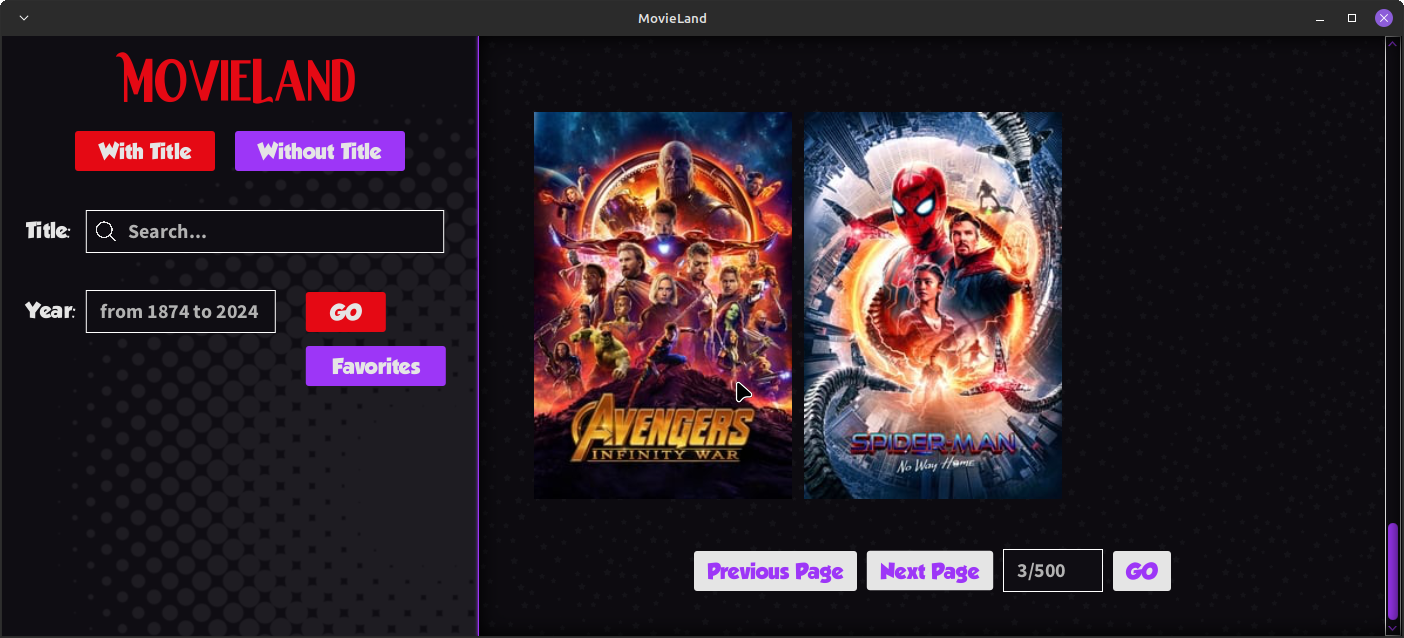 MovieLand
MOVIELAND
With Title
Without Title
Title:
Search...
Year:
from 1874 to 2024
GO
Favorites
AVENGERS
INFINITY WAR
SPIDER-MAN
No Way Home
Previous Page
Next Page
3/500
GO